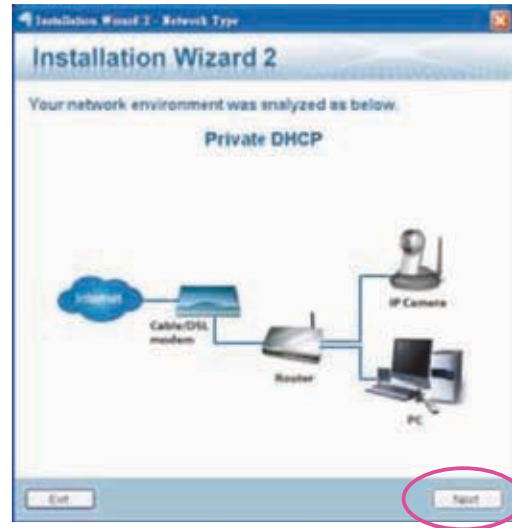 Installation Wizard 2 - Network Type
Installation Wizard 2
Your network environment was analyzed as below.
Private DHCP
Internet
Cable/DSL
modem
Router
IP Camera
PC
Exit
Next